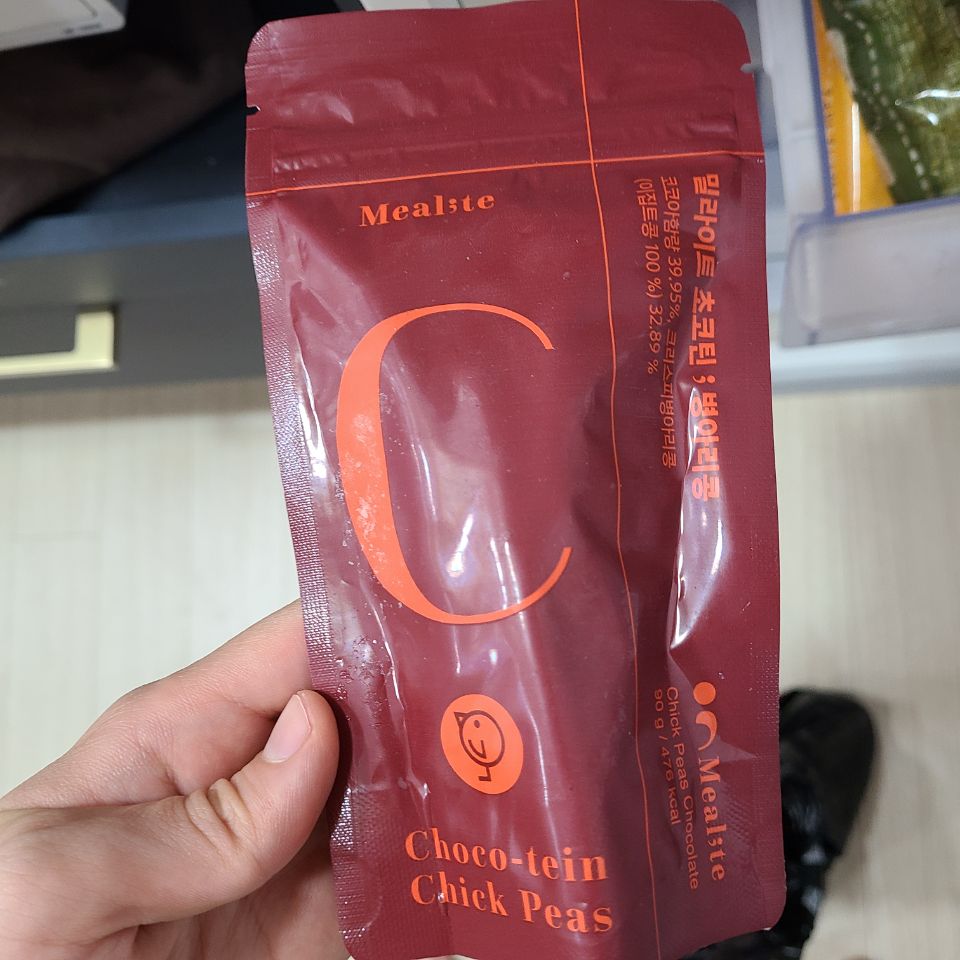 Meal;te
C
Choco-tein
Chick Peas
밀라이트 초코틴;병아리콩
코코아함량 39.95%, 크리스피병아리콩
(이집트콩 100 %) 32.89 %
Meal;te
Chick Peas Chocolate
90 g / 476 kcal